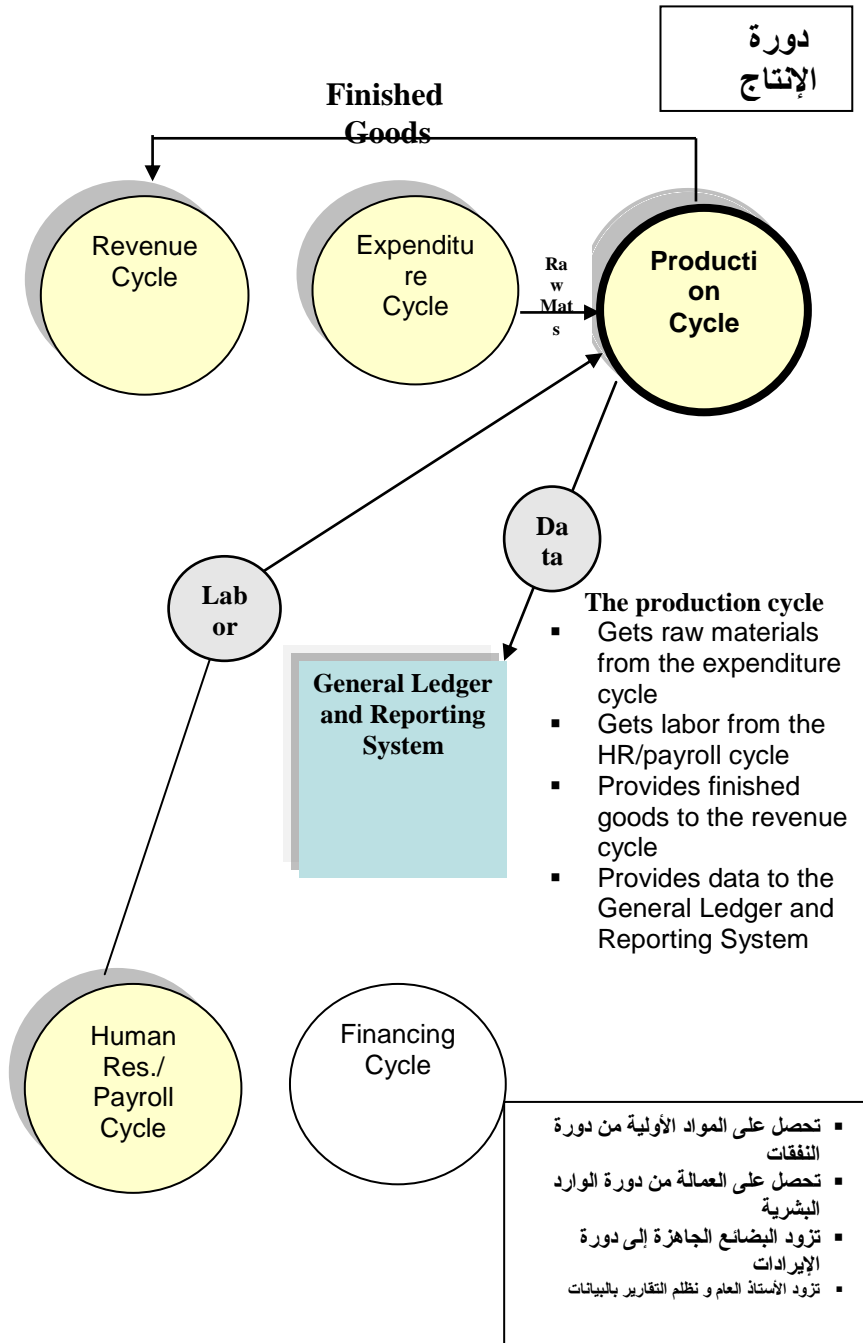 دورة
الإنتاج
Finished
Goods
Revenue
Cycle
Expenditu
re
Cycle
Ra
w
Mat
s
Producti
on
Cycle
Da
ta
Lab
or
The production cycle
▪ Gets raw materials
from the expenditure
cycle
▪ Gets labor from the
HR/payroll cycle
▪ Provides finished
goods to the revenue
cycle
▪ Provides data to the
General Ledger and
Reporting System
General Ledger
and Reporting
System
Human
Res./
Payroll
Cycle
Financing
Cycle
▪ تحصل على المواد الأولية من دورة
النفقات
▪ تحصل على العمالة من دورة الوارد
البشرية
▪ تزود البضائع الجاهزة إلى دورة
الإيرادات
▪ تزود الأستاذ العام و نظلم التقارير بالبيانات